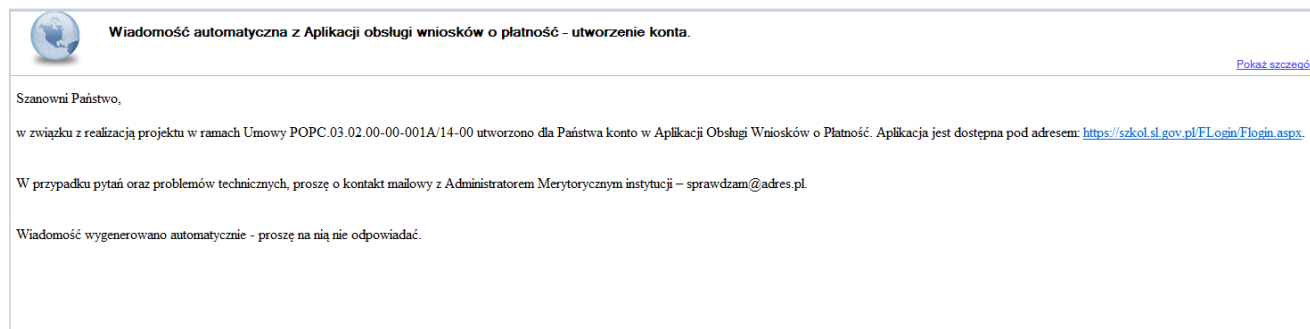 Wiadomość automatyczna z Aplikacji obsługi wniosków o płatność - utworzenie konta.
Pokaż szczegó
Szanowni Państwo,
w związku z realizacją projektu w ramach Umowy POPC.03.02.00-00-001A/14-00 utworzono dla Państwa konto w Aplikacji Obsługi Wniosków o Płatność. Aplikacja jest dostępna pod adresem: https://szkol.sl.gov.pl/FLogin/Flogin.aspx.
W przypadku pytań oraz problemów technicznych, proszę o kontakt mailowy z Administratorem Merytorycznym instytucji – sprawdzam@adres.pl.
Wiadomość wygenerowano automatycznie - proszę na nią nie odpowiadać.